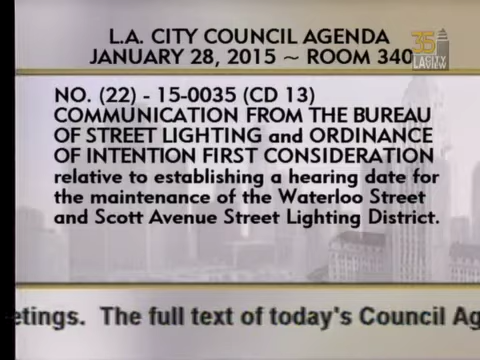 L.A. CITY COUNCIL AGENDA
JANUARY 28, 2015 ~ ROOM 340
35
LACITY
VIEW
NO. (22) - 15-0035 (CD 13)
COMMUNICATION FROM THE BUREAU
OF STREET LIGHTING and ORDINANCE
OF INTENTION FIRST CONSIDERATION
relative to establishing a hearing date for
the maintenance of the Waterloo Street
and Scott Avenue Street Lighting District.
etings. The full text of today's Council Ag